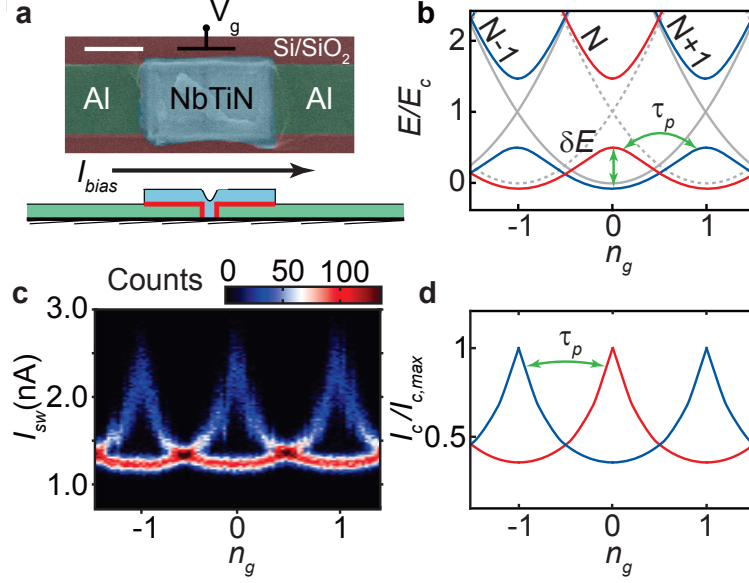 a
V_g
Si/SiO₂
Al
NbTiN
Al
I_bias
b
E/E_c
2
1
0
N-1
N
N+1
δE
τ_p
-1
0
1
n_g
c
Counts
0
50
100
I_sw(nA)
3.0
2.0
1.0
-1
0
1
n_g
d
I_c/I_c,max
1
0.5
τ_p
-1
0
1
n_g